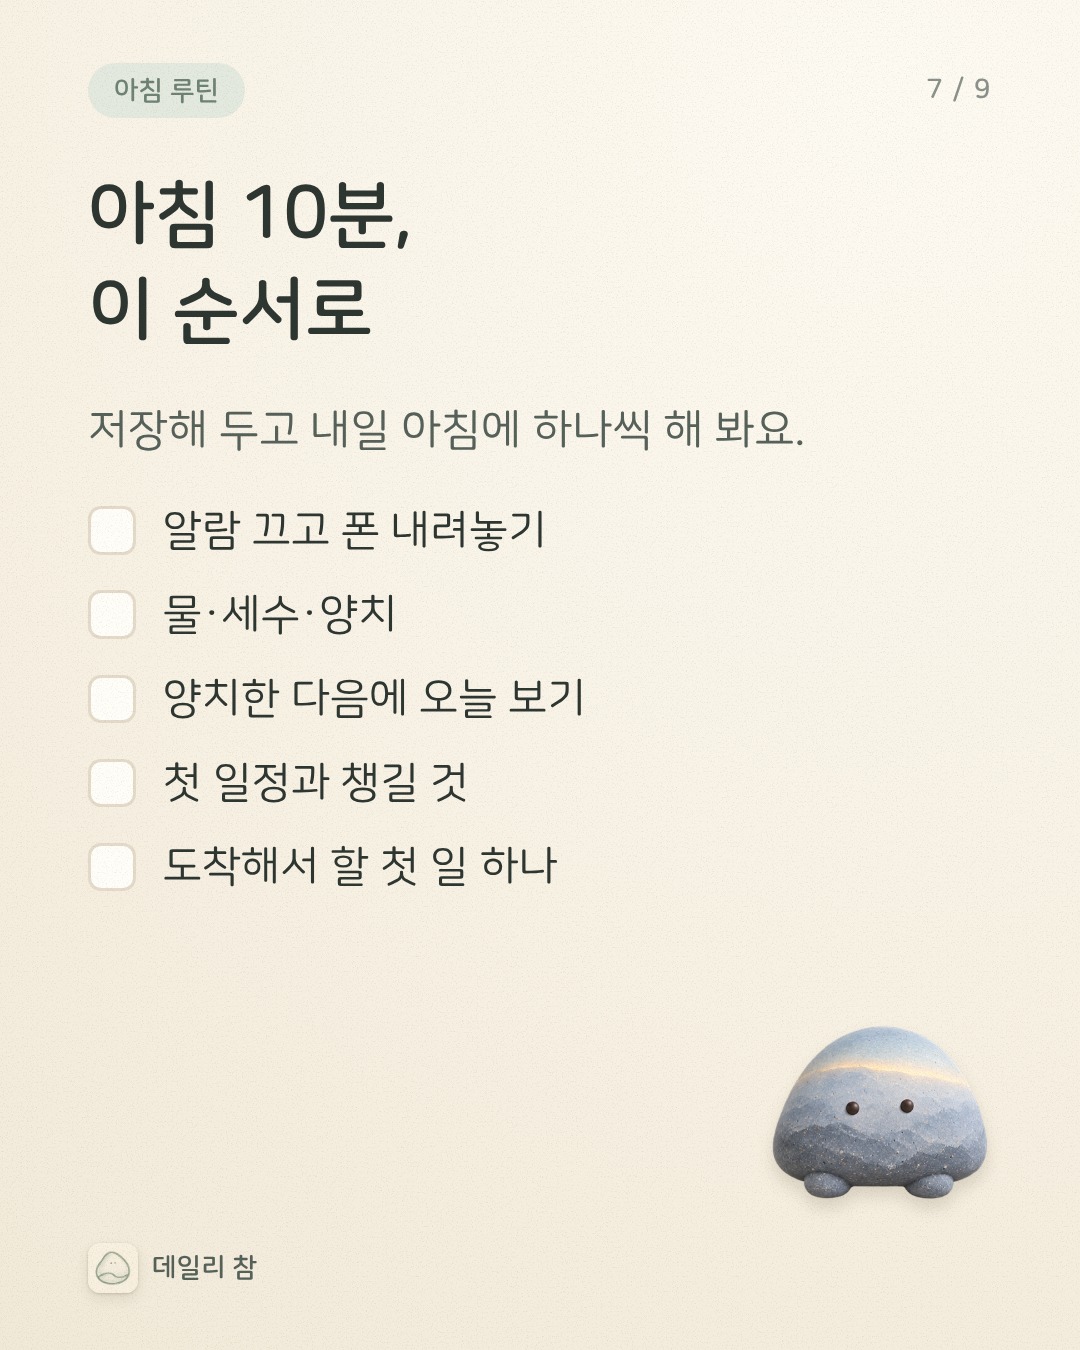 아침 루틴
7 / 9
아침 10분,
이 순서로
저장해 두고 내일 아침에 하나씩 해 봐요.
알람 끄고 폰 내려놓기
물·세수·양치
양치한 다음에 오늘 보기
첫 일정과 챙길 것
도착해서 할 첫 일 하나
데일리 참